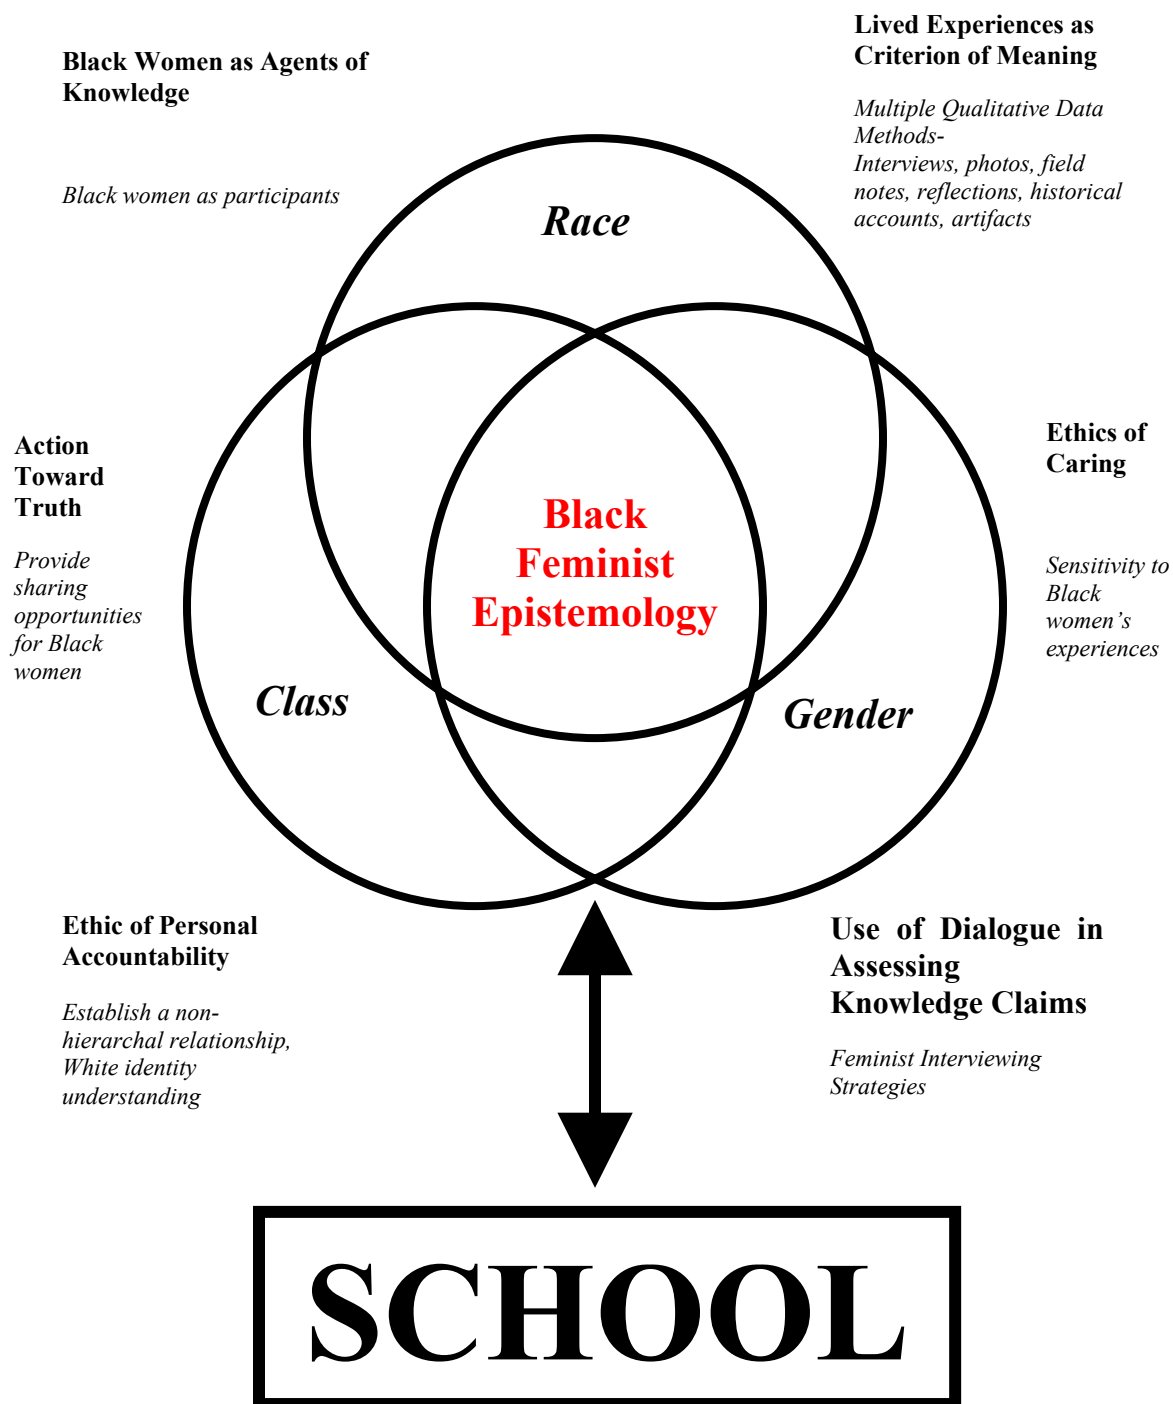 Black Women as Agents of
Knowledge
Black women as participants
Lived Experiences as
Criterion of Meaning
Multiple Qualitative Data
Methods-
Interviews, photos, field
notes, reflections, historical
accounts, artifacts
Race
Action
Toward
Truth
Provide
sharing
opportunities
for Black
women
Black
Feminist
Epistemology
Ethics of
Caring
Sensitivity to
Black
women’s
experiences
Class
Gender
Ethic of Personal
Accountability
Establish a non-
hierarchal relationship,
White identity
understanding
Use of Dialogue in
Assessing
Knowledge Claims
Feminist Interviewing
Strategies
SCHOOL